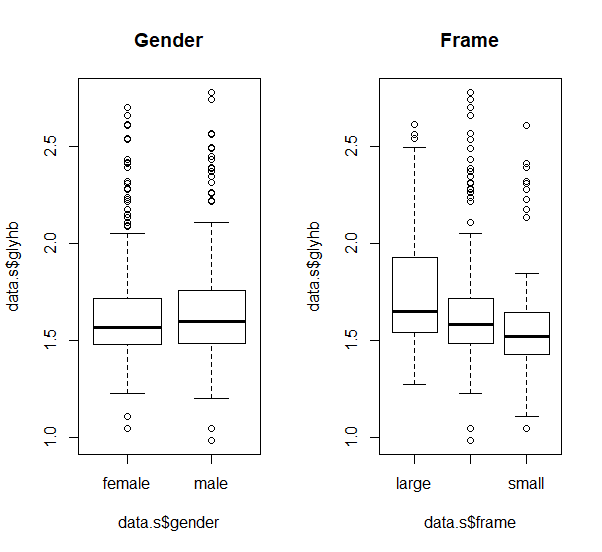 Gender
data.s$glyhb
2.5
2.0
1.5
1.0
female male
data.s$gender
Frame
data.s$glyhb
2.5
2.0
1.5
1.0
large small
data.s$frame